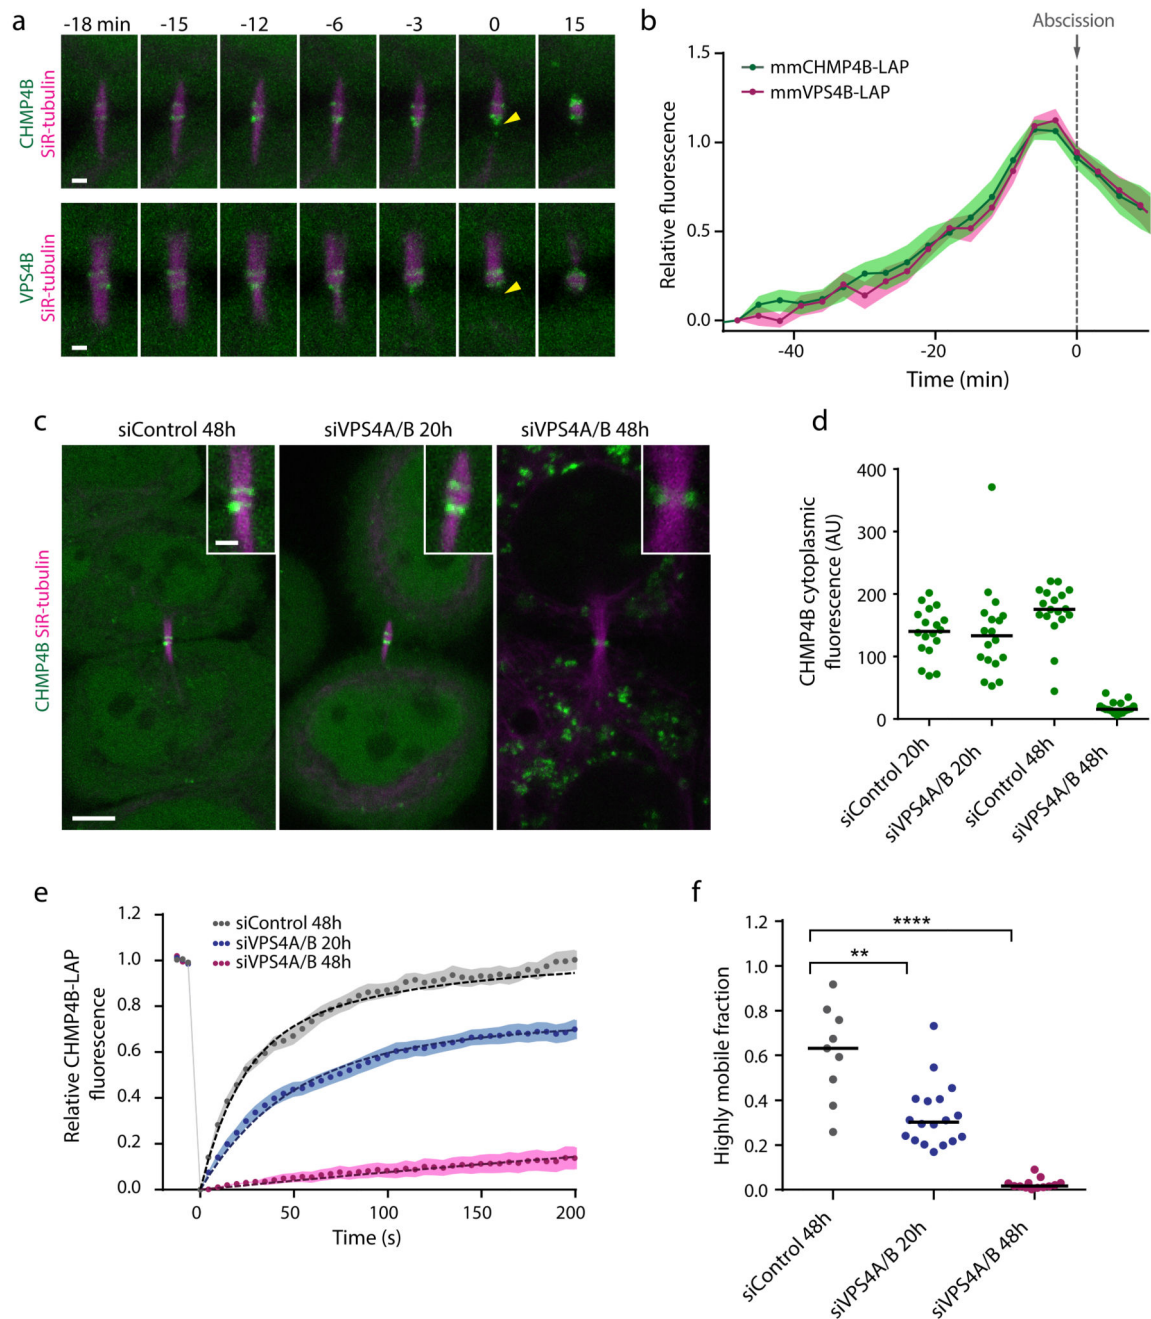 a
-18 min -15 -12 -6 -3 0 15
CHMP4B
SiR-tubulin
VPS4B
SiR-tubulin
b
Abscission
mmCHMP4B-LAP
mmVPS4B-LAP
Relative fluorescence
1.5
1.0
0.5
0.0
-40 -20 0
Time (min)
c
siControl 48h siVPS4A/B 20h siVPS4A/B 48h
CHMP4B SiR-tubulin
d
CHMP4B cytoplasmic
fluorescence (AU)
400
300
200
100
0
siControl 20h
siVPS4A/B 20h
siControl 48h
siVPS4A/B 48h
e
siControl 48h
siVPS4A/B 20h
siVPS4A/B 48h
Relative CHMP4B-LAP
fluorescence
1.2
1.0
0.8
0.6
0.4
0.2
0.0
0 50 100 150 200
Time (s)
f
****
**
Highly mobile fraction
1.2
1.0
0.8
0.6
0.4
0.2
0.0
siControl 48h
siVPS4A/B 20h
siVPS4A/B 48h